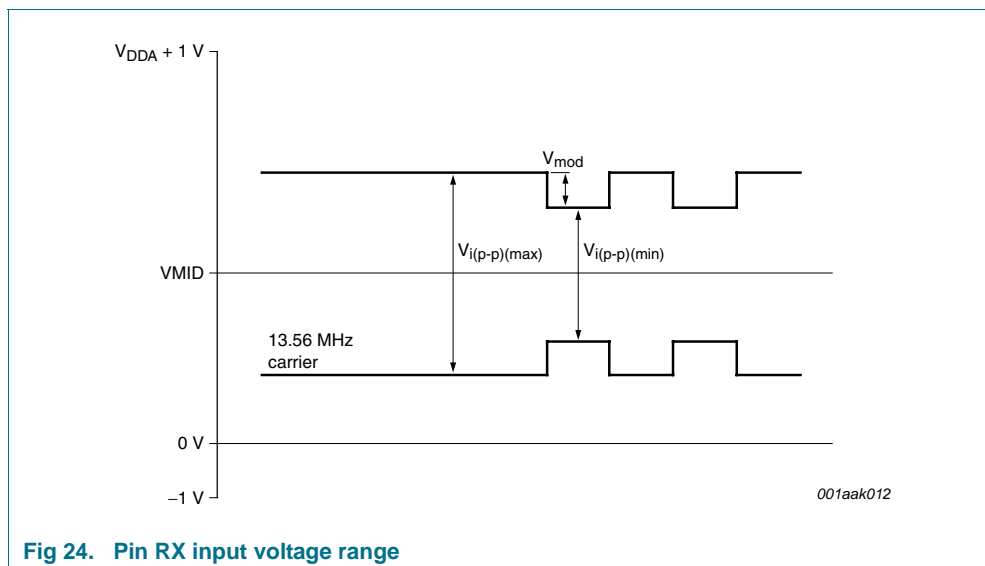 VDDA + 1 V
Vmod
Vi(p-p)(max)
Vi(p-p)(min)
VMID
13.56 MHz
carrier
0 V
−1 V
001aak012
Fig 24. Pin RX input voltage range